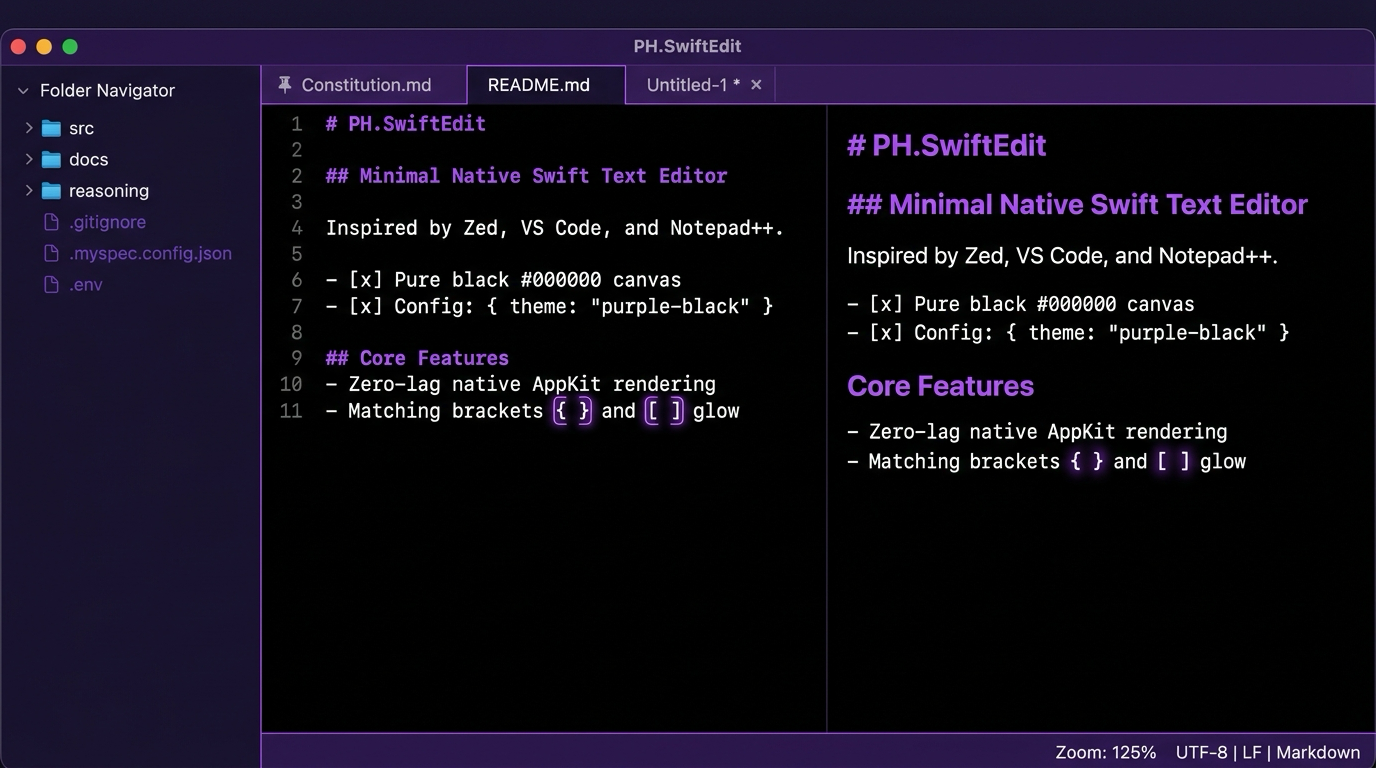 PH.SwiftEdit
Folder Navigator
src
docs
reasoning
.gitignore
.myspec.config.json
.env
Constitution.md
README.md
Untitled-1 * ×
1 # PH.SwiftEdit
2
2 ## Minimal Native Swift Text Editor
3
4 Inspired by Zed, VS Code, and Notepad++.
5
6 - [x] Pure black #000000 canvas
7 - [x] Config: { theme: "purple-black" }
8
9 ## Core Features
10 - Zero-lag native AppKit rendering
11 - Matching brackets { } and [ ] glow
# PH.SwiftEdit
## Minimal Native Swift Text Editor
Inspired by Zed, VS Code, and Notepad++.
- [x] Pure black #000000 canvas
- [x] Config: { theme: "purple-black" }
Core Features
- Zero-lag native AppKit rendering
- Matching brackets { } and [ ] glow
Zoom: 125% UTF-8 | LF | Markdown